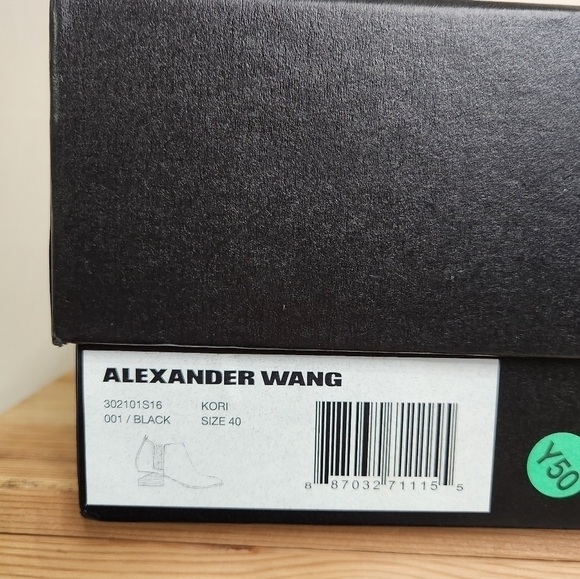 ALEXANDER WANG
302101S16 KORI
001 / BLACK SIZE 40
8 87032 71115 5
Y50